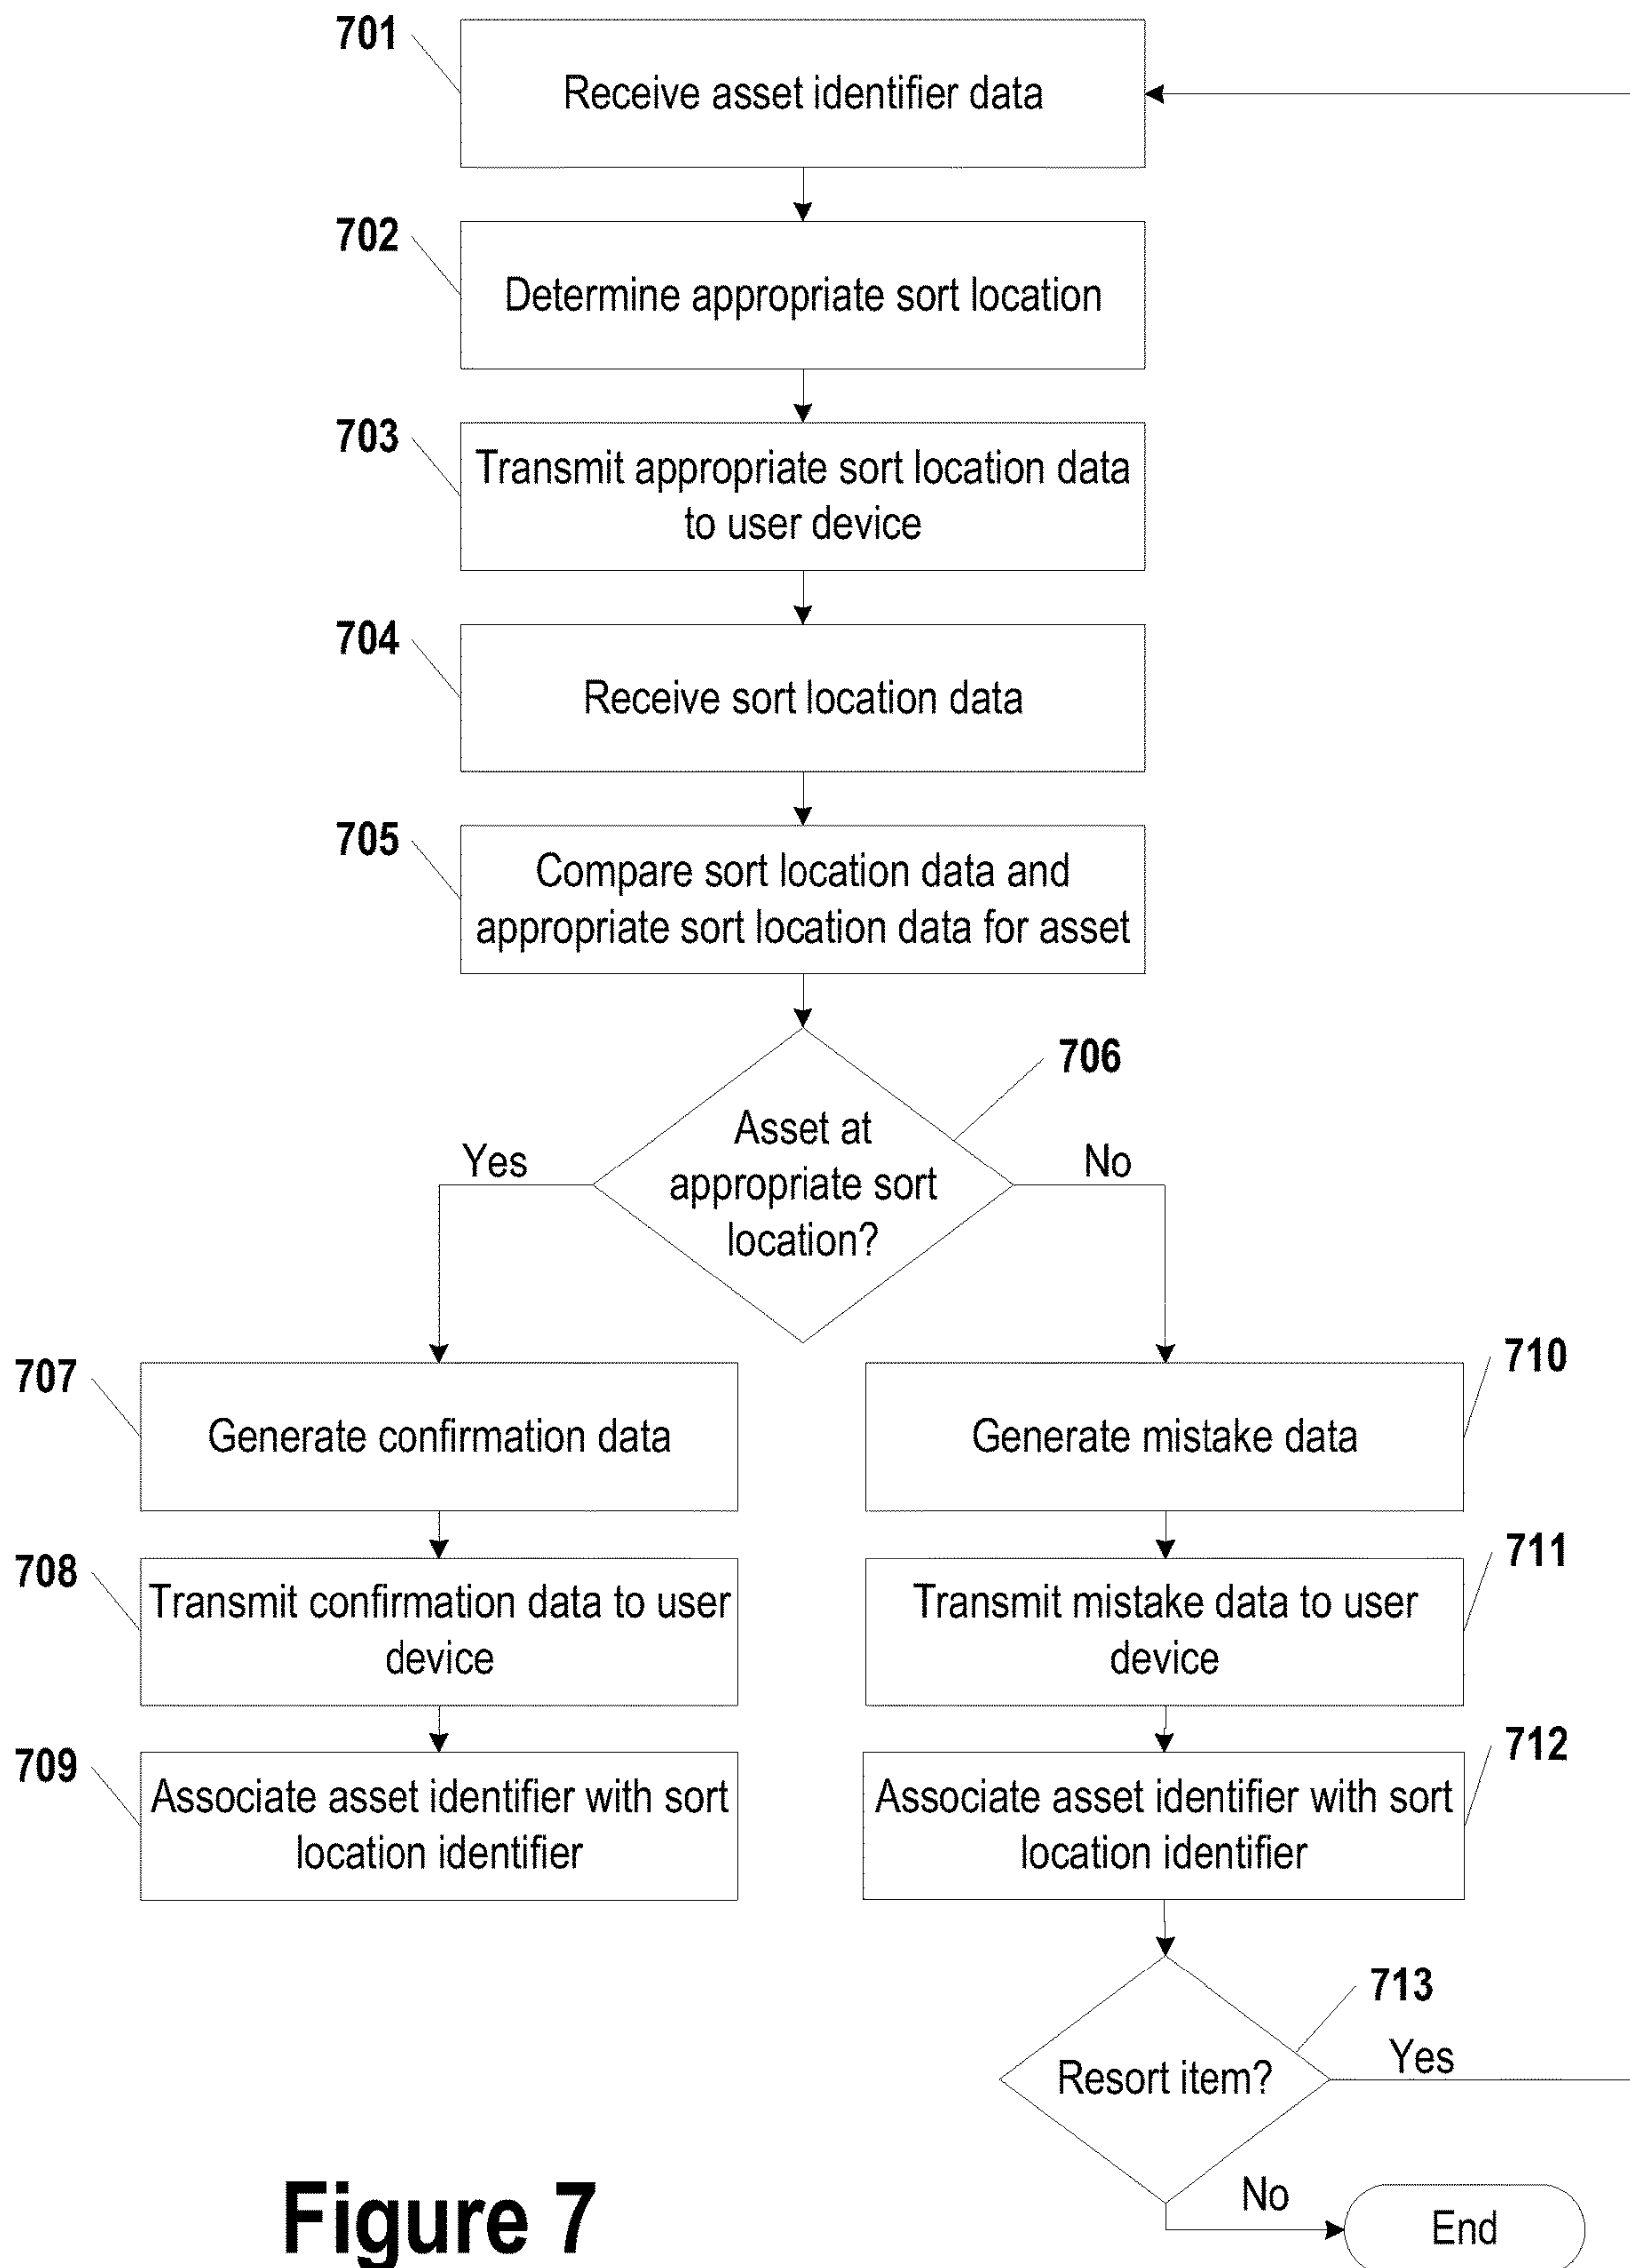 701
Receive asset identifier data
702
Determine appropriate sort location
703
Transmit appropriate sort location data
to user device
704
Receive sort location data
705
Compare sort location data and
appropriate sort location data for asset
706
Asset at
appropriate sort
location?
Yes
No
707
Generate confirmation data
710
Generate mistake data
708
Transmit confirmation data to user
device
711
Transmit mistake data to user
device
709
Associate asset identifier with sort
location identifier
712
Associate asset identifier with sort
location identifier
713
Resort item?
Yes
No
End
Figure 7